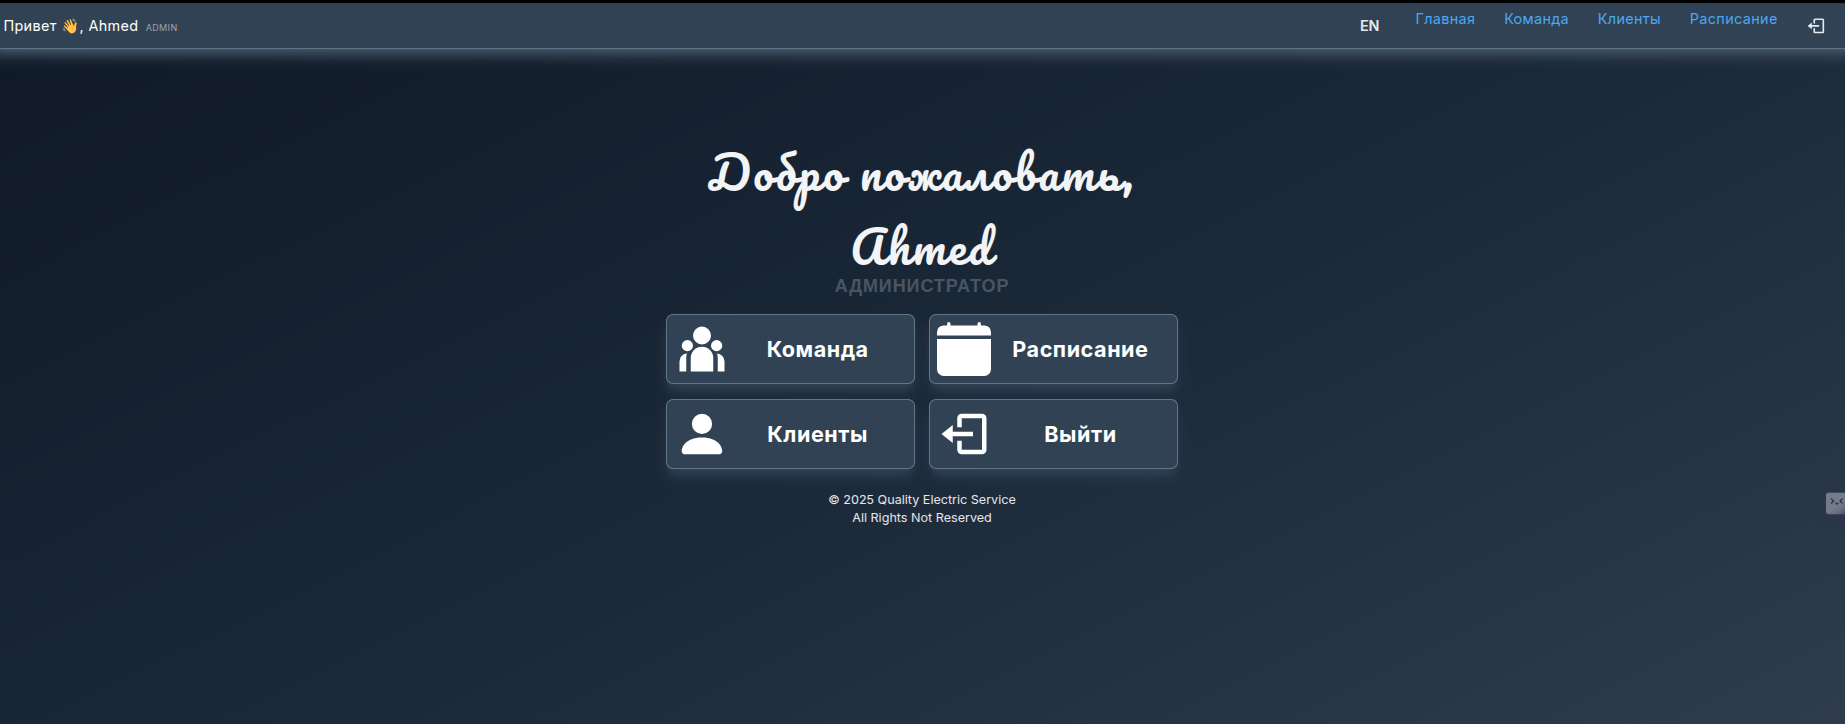 Привет 👋, Ahmed ADMIN
EN Главная Команда Клиенты Расписание
Добро пожаловать,
Ahmed
АДМИНИСТРАТОР
Команда
Расписание
Клиенты
Выйти
© 2025 Quality Electric Service
All Rights Not Reserved